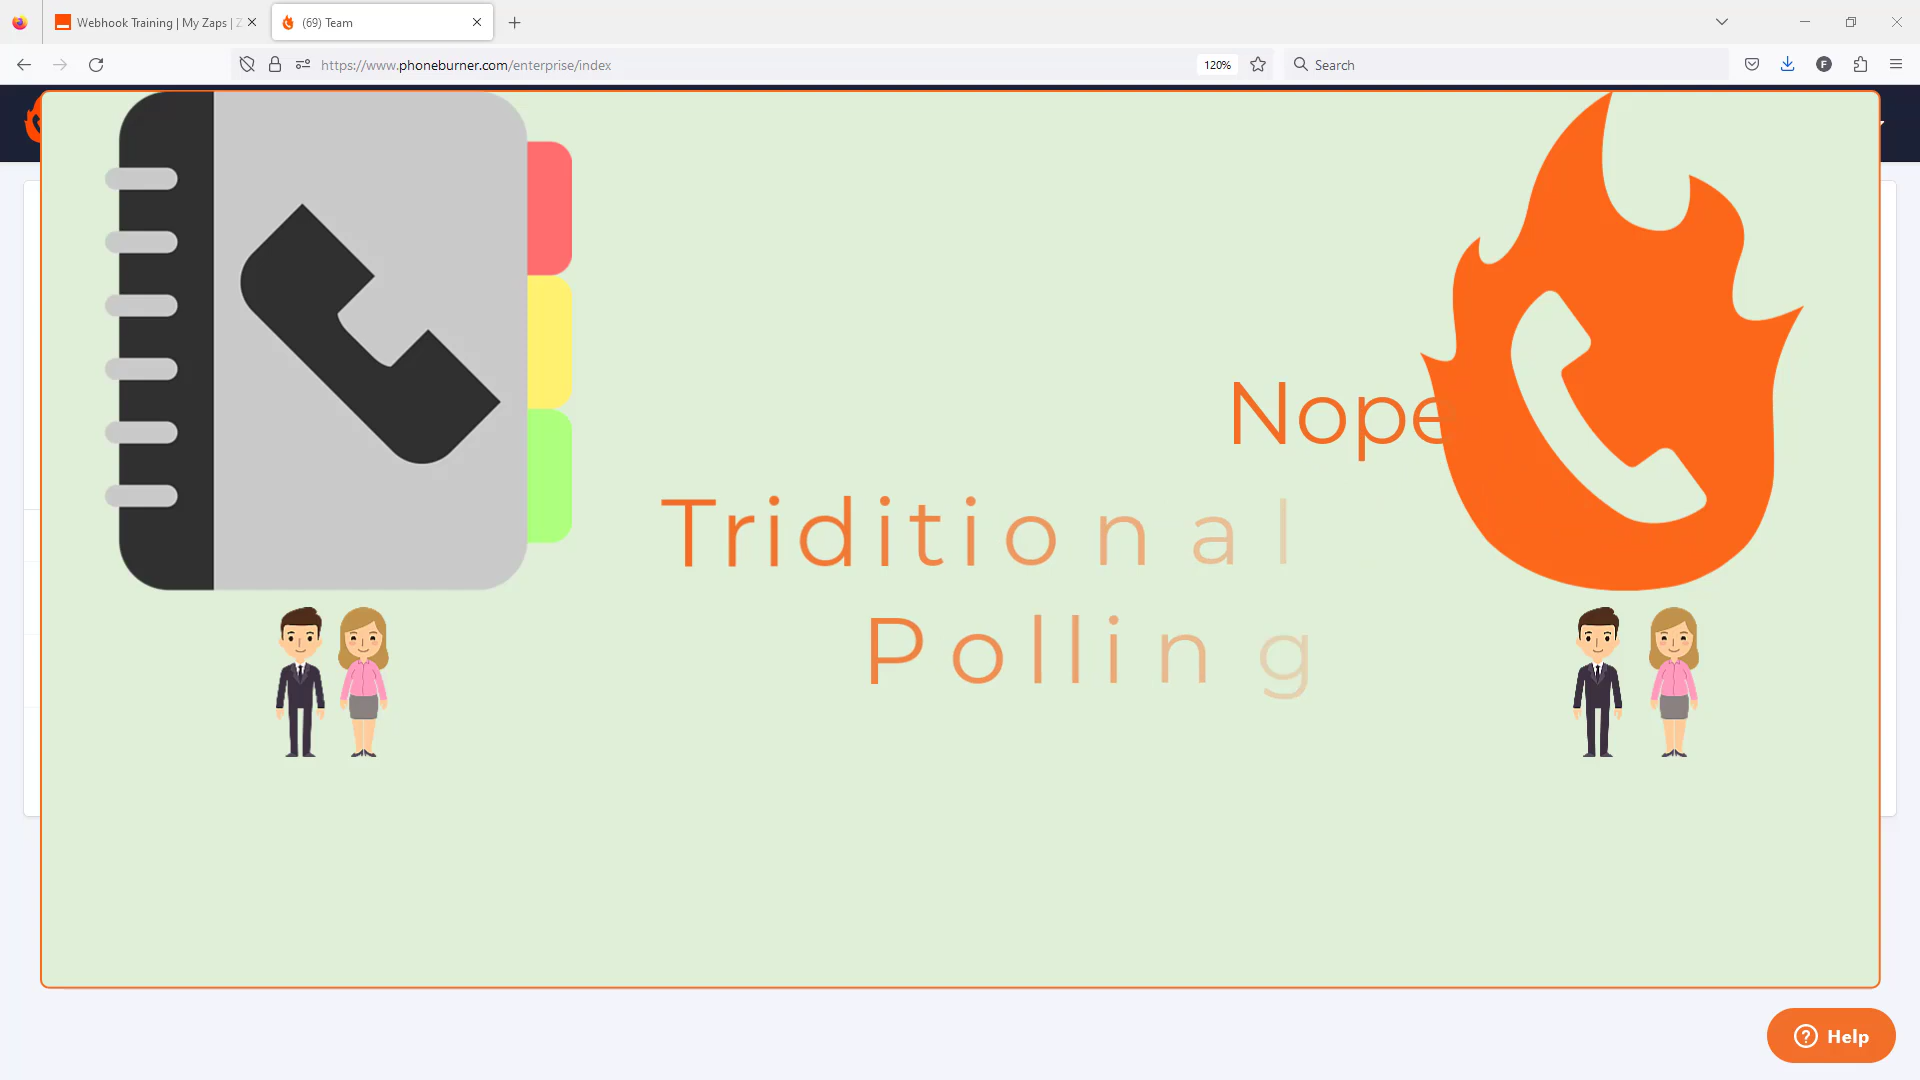 Webhook Training | My Zaps | Z
(69) Team
https://www.phoneburner.com/enterprise/index
120%
Search
F
Nope
Triditional
Polling
Help